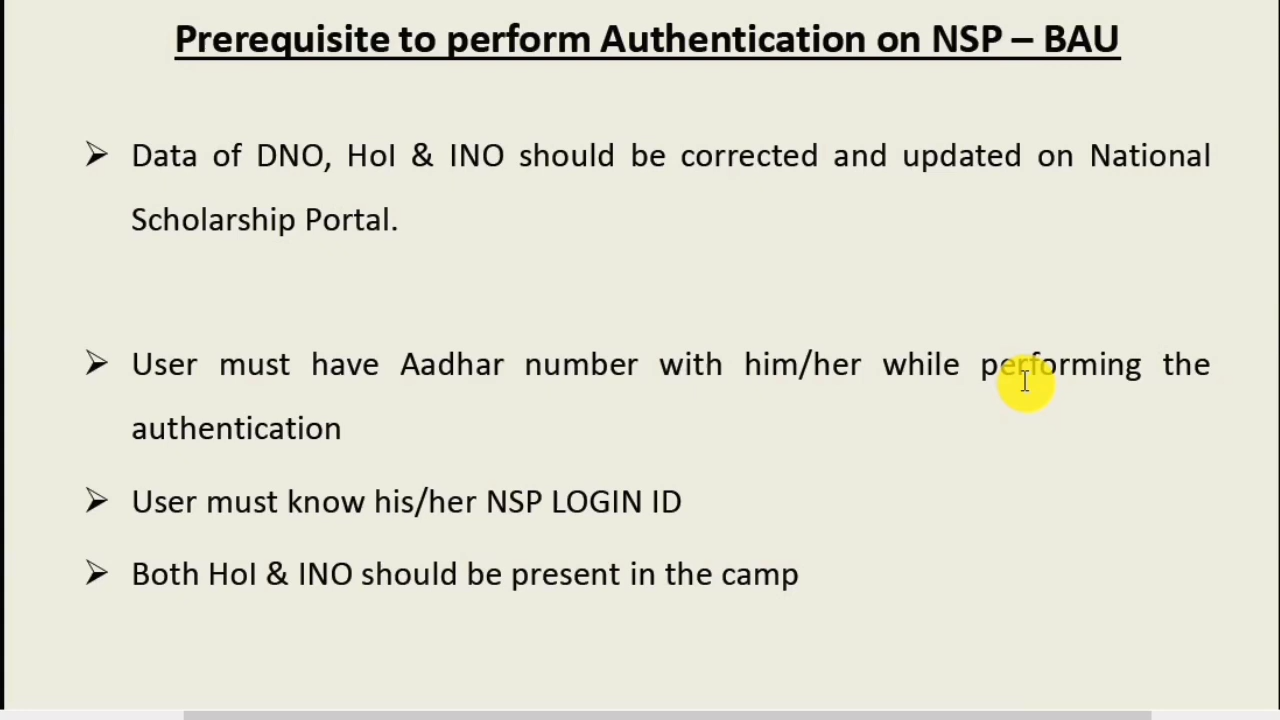 Prerequisite to perform Authentication on NSP – BAU
➢ Data of DNO, HoI & INO should be corrected and updated on National
Scholarship Portal.
➢ User must have Aadhar number with him/her while performing the
authentication
➢ User must know his/her NSP LOGIN ID
➢ Both HoI & INO should be present in the camp